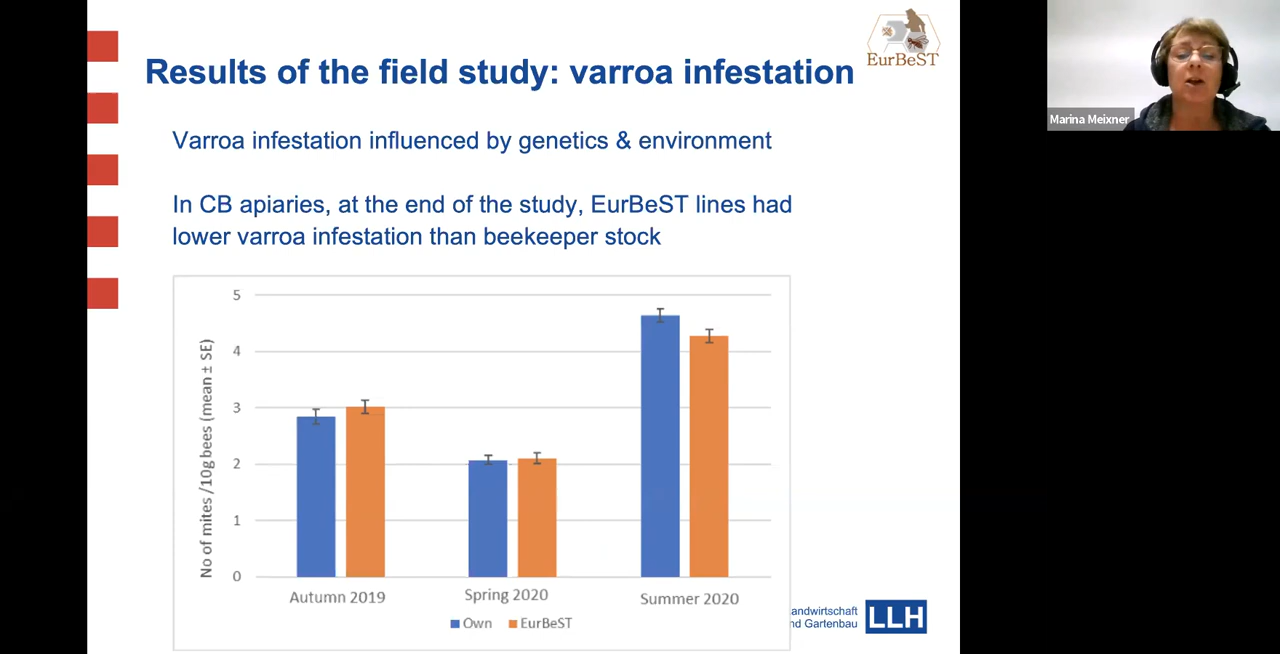 EurBeST
Results of the field study: varroa infestation
Marina Meixner
Varroa infestation influenced by genetics & environment
In CB apiaries, at the end of the study, EurBeST lines had
lower varroa infestation than beekeeper stock
No of mites /10g bees (mean ± SE)
5
4
3
2
1
0
Autumn 2019
Spring 2020
Summer 2020
Own
EurBeST
andwirtschaft
nd Gartenbau
LLH